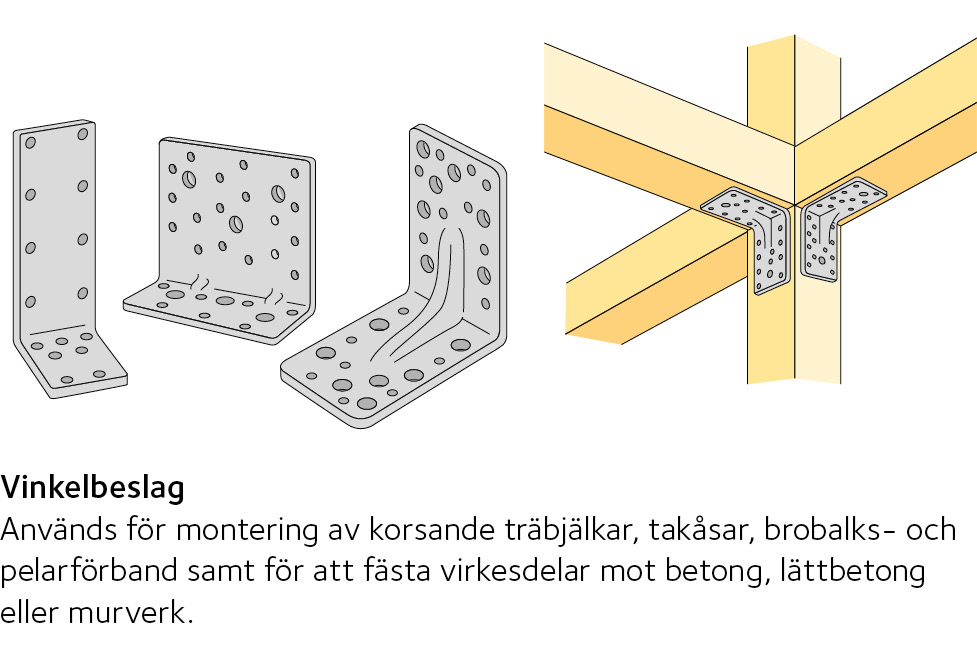 Vinkelbeslag
Används för montering av korsande träbjälkar, takåsar, brobalks- och
pelarförband samt för att fästa virkesdelar mot betong, lättbetong
eller murverk.